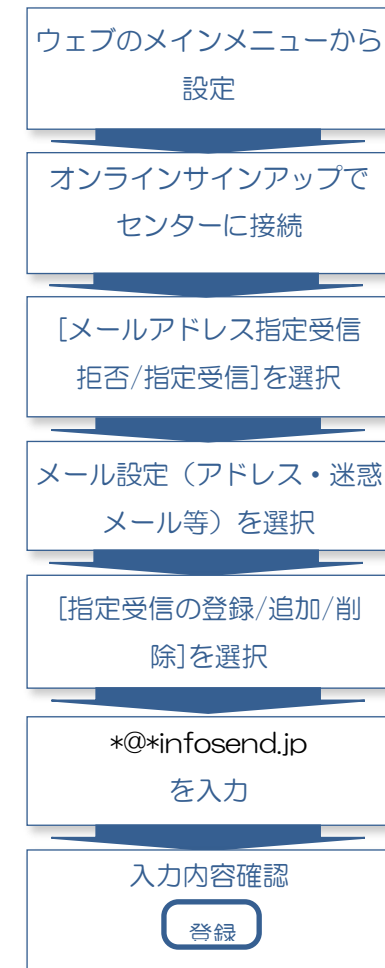 ウェブのメインメニューから
設定
オンラインサインアップで
センターに接続
[メールアドレス指定受信
拒否/指定受信]を選択
メール設定（アドレス・迷惑
メール等）を選択
[指定受信の登録/追加/削
除]を選択
*@*infosend.jp
を入力
入力内容確認
登録